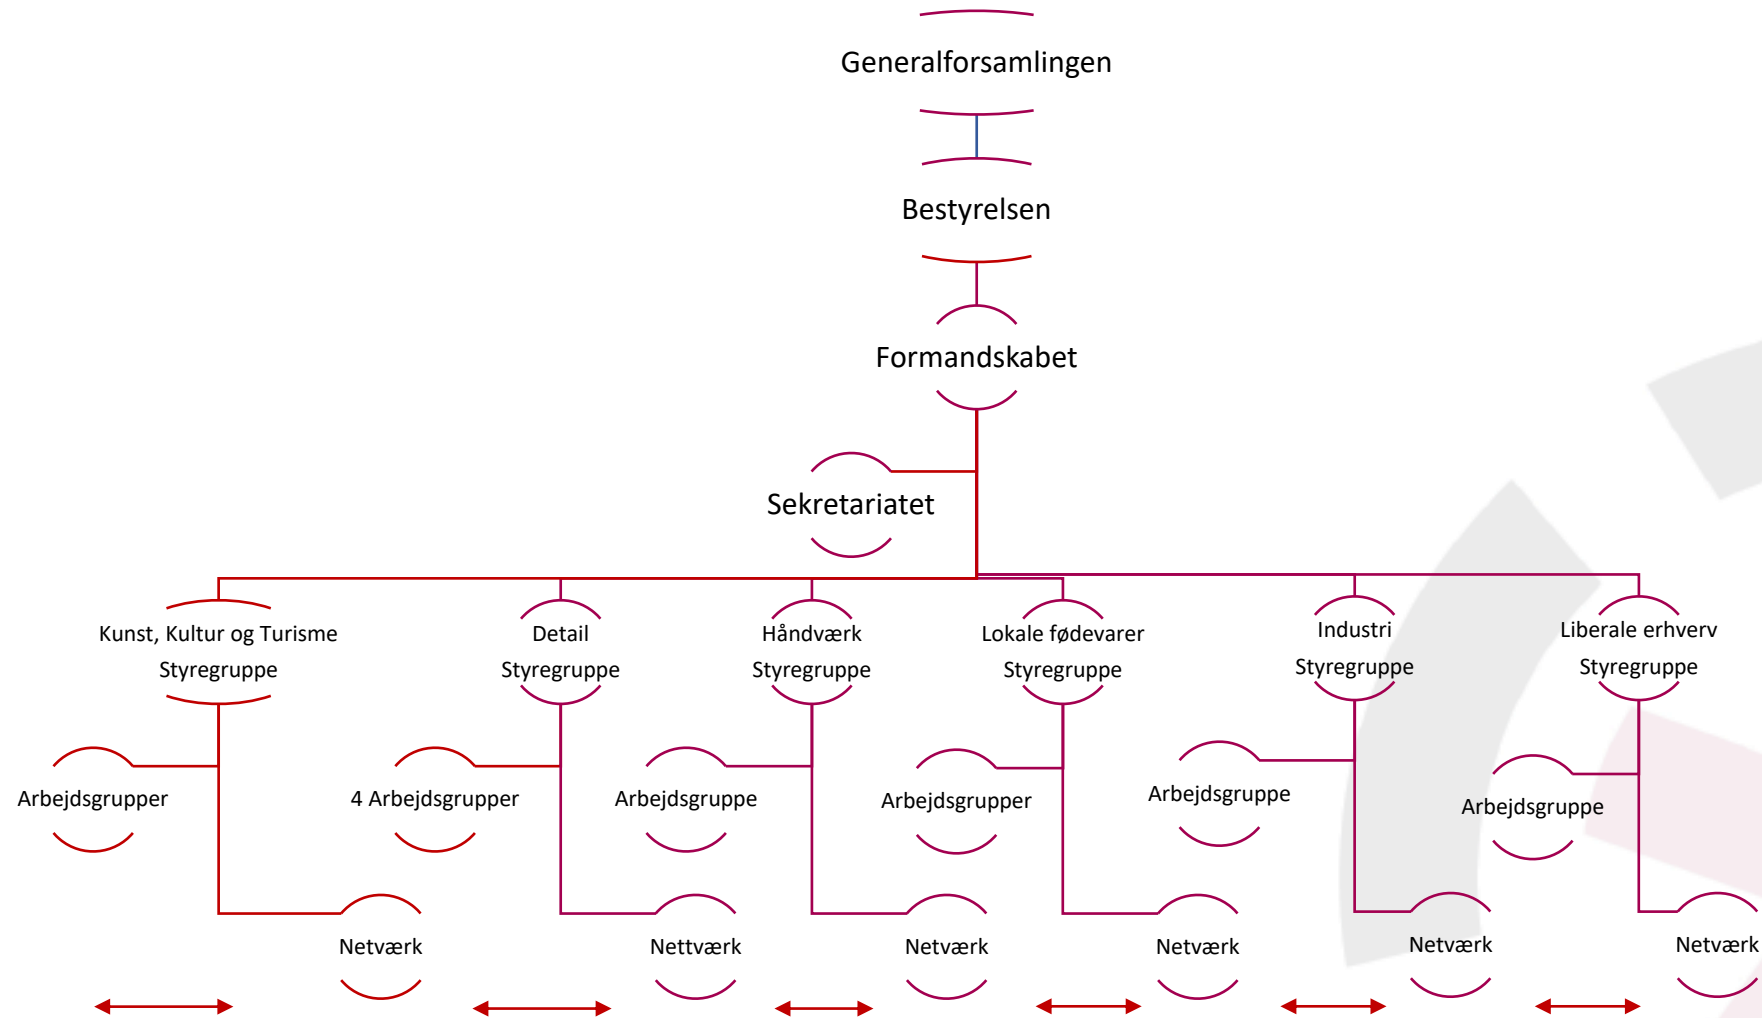 Generalforsamlingen
Bestyrelsen
Formandskabet
Sekretariatet
Kunst, Kultur og Turisme
Styregruppe
Detail
Styregruppe
Håndværk
Styregruppe
Lokale fødevarer
Styregruppe
Industri
Styregruppe
Liberale erhverv
Styregruppe
Arbejdsgrupper
4 Arbejdsgrupper
Arbejdsgruppe
Arbejdsgrupper
Arbejdsgruppe
Arbejdsgruppe
Netværk
Nettværk
Netværk
Netværk
Netværk
Netværk